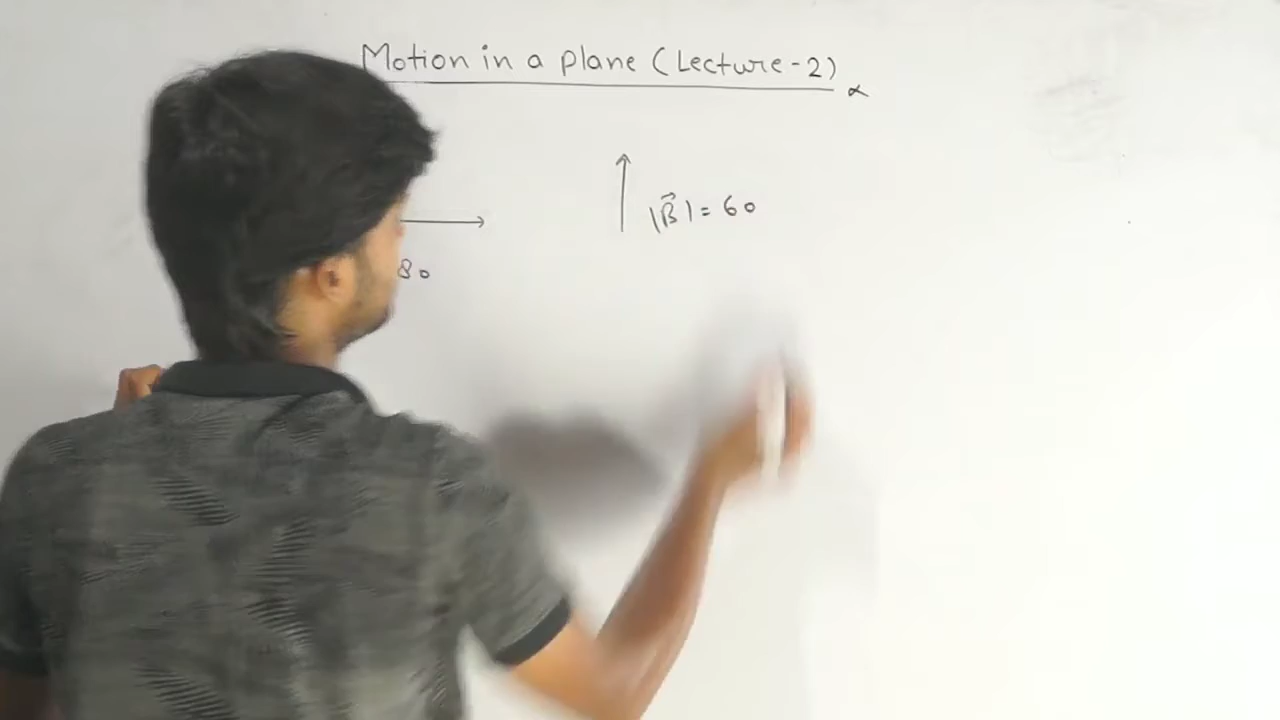 Motion in a plane (Lecture-2)
|B⃗| = 60
80